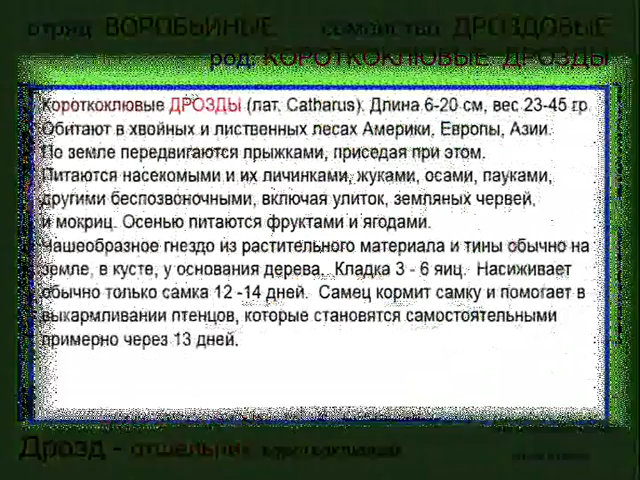 отряд ВОРОБЬИНЫЕ семейство ДРОЗДОВЫЕ
род КОРОТКОКЛЮВЫЕ ДРОЗДЫ
Короткоклювые ДРОЗДЫ (лат. Catharus). Длина 6-20 см, вес 23-45 гр.
Обитают в хвойных и лиственных лесах Америки, Европы, Азии.
По земле передвигаются прыжками, приседая при этом.
Питаются насекомыми и их личинками, жуками, осами, пауками,
другими беспозвоночными, включая улиток, земляных червей,
и мокриц. Осенью питаются фруктами и ягодами.
Чашеобразное гнездо из растительного материала и тины обычно на
земле, в кусте, у основания дерева. Кладка 3 - 6 яиц. Насиживает
обычно только самка 12 -14 дней. Самец кормит самку и помогает в
выкармливании птенцов, которые становятся самостоятельными
примерно через 13 дней.
Дрозд - отшельник короткоклювый